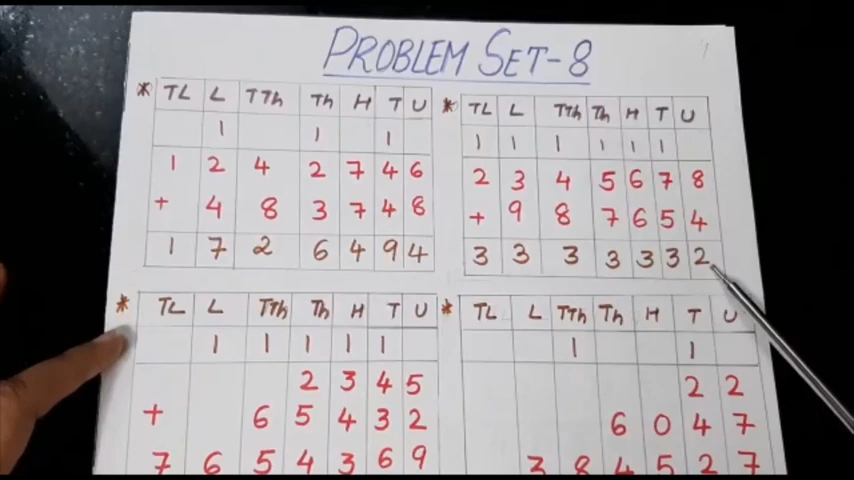 PROBLEM SET-8
* TL L TTh Th H T U
1 1 1
1 2 4 2 7 4 6
+ 4 8 3 7 4 8
1 7 2 6 4 9 4
* TL L TTh Th H T U
1 1 1 1 1 1
2 3 4 5 6 7 8
+ 9 8 7 6 5 4
3 3 3 3 3 3 2
* TL L TTh Th H T U
1 1 1 1 1
2 3 4 5
+ 6 5 4 3 2
7 6 5 4 3 6 9
* TL L TTh Th H T U
1 1
2 2
6 0 4 7
3 8 4 5 2 7